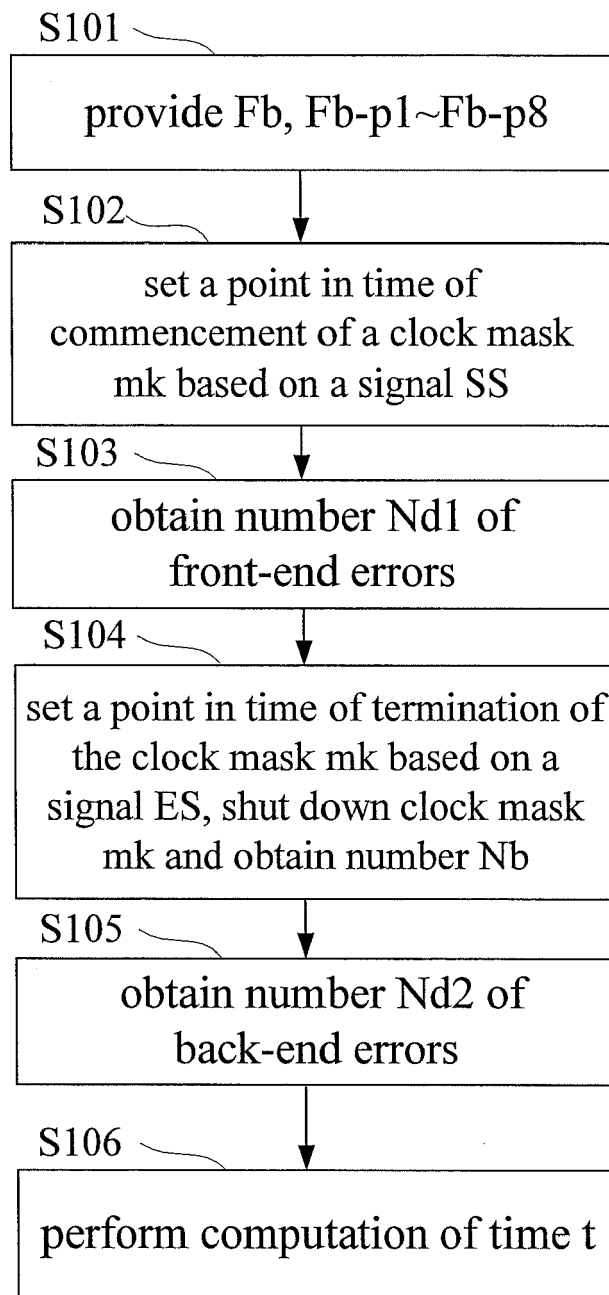 S101
provide Fb, Fb-p1~Fb-p8
S102
set a point in time of
commencement of a clock mask
mk based on a signal SS
S103
obtain number Nd1 of
front-end errors
S104
set a point in time of termination of
the clock mask mk based on a
signal ES, shut down clock mask
mk and obtain number Nb
S105
obtain number Nd2 of
back-end errors
S106
perform computation of time t